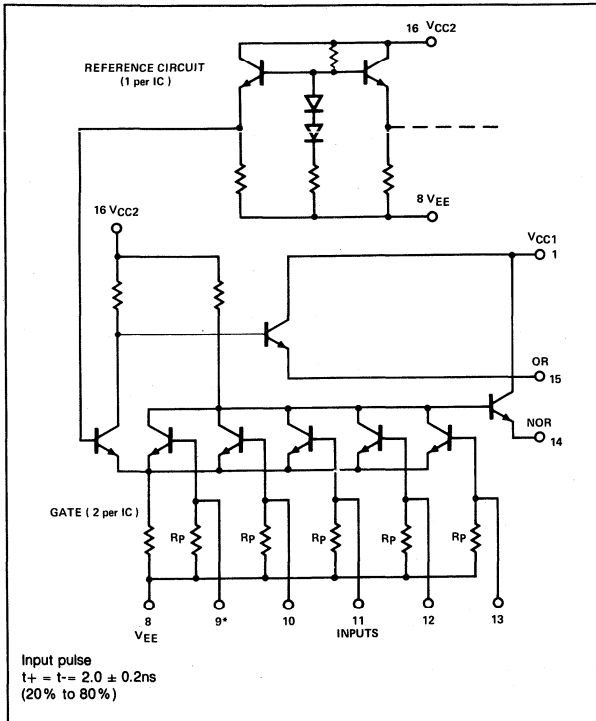 16 VCC2
REFERENCE CIRCUIT
(1 per IC)
8 VEE
16 VCC2
VCC1
1
OR
15
NOR
14
GATE ( 2 per IC )
RP RP RP RP RP
8 9* 10 11 12 13
VEE INPUTS
Input pulse
t+ = t-= 2.0 ± 0.2ns
(20% to 80%)